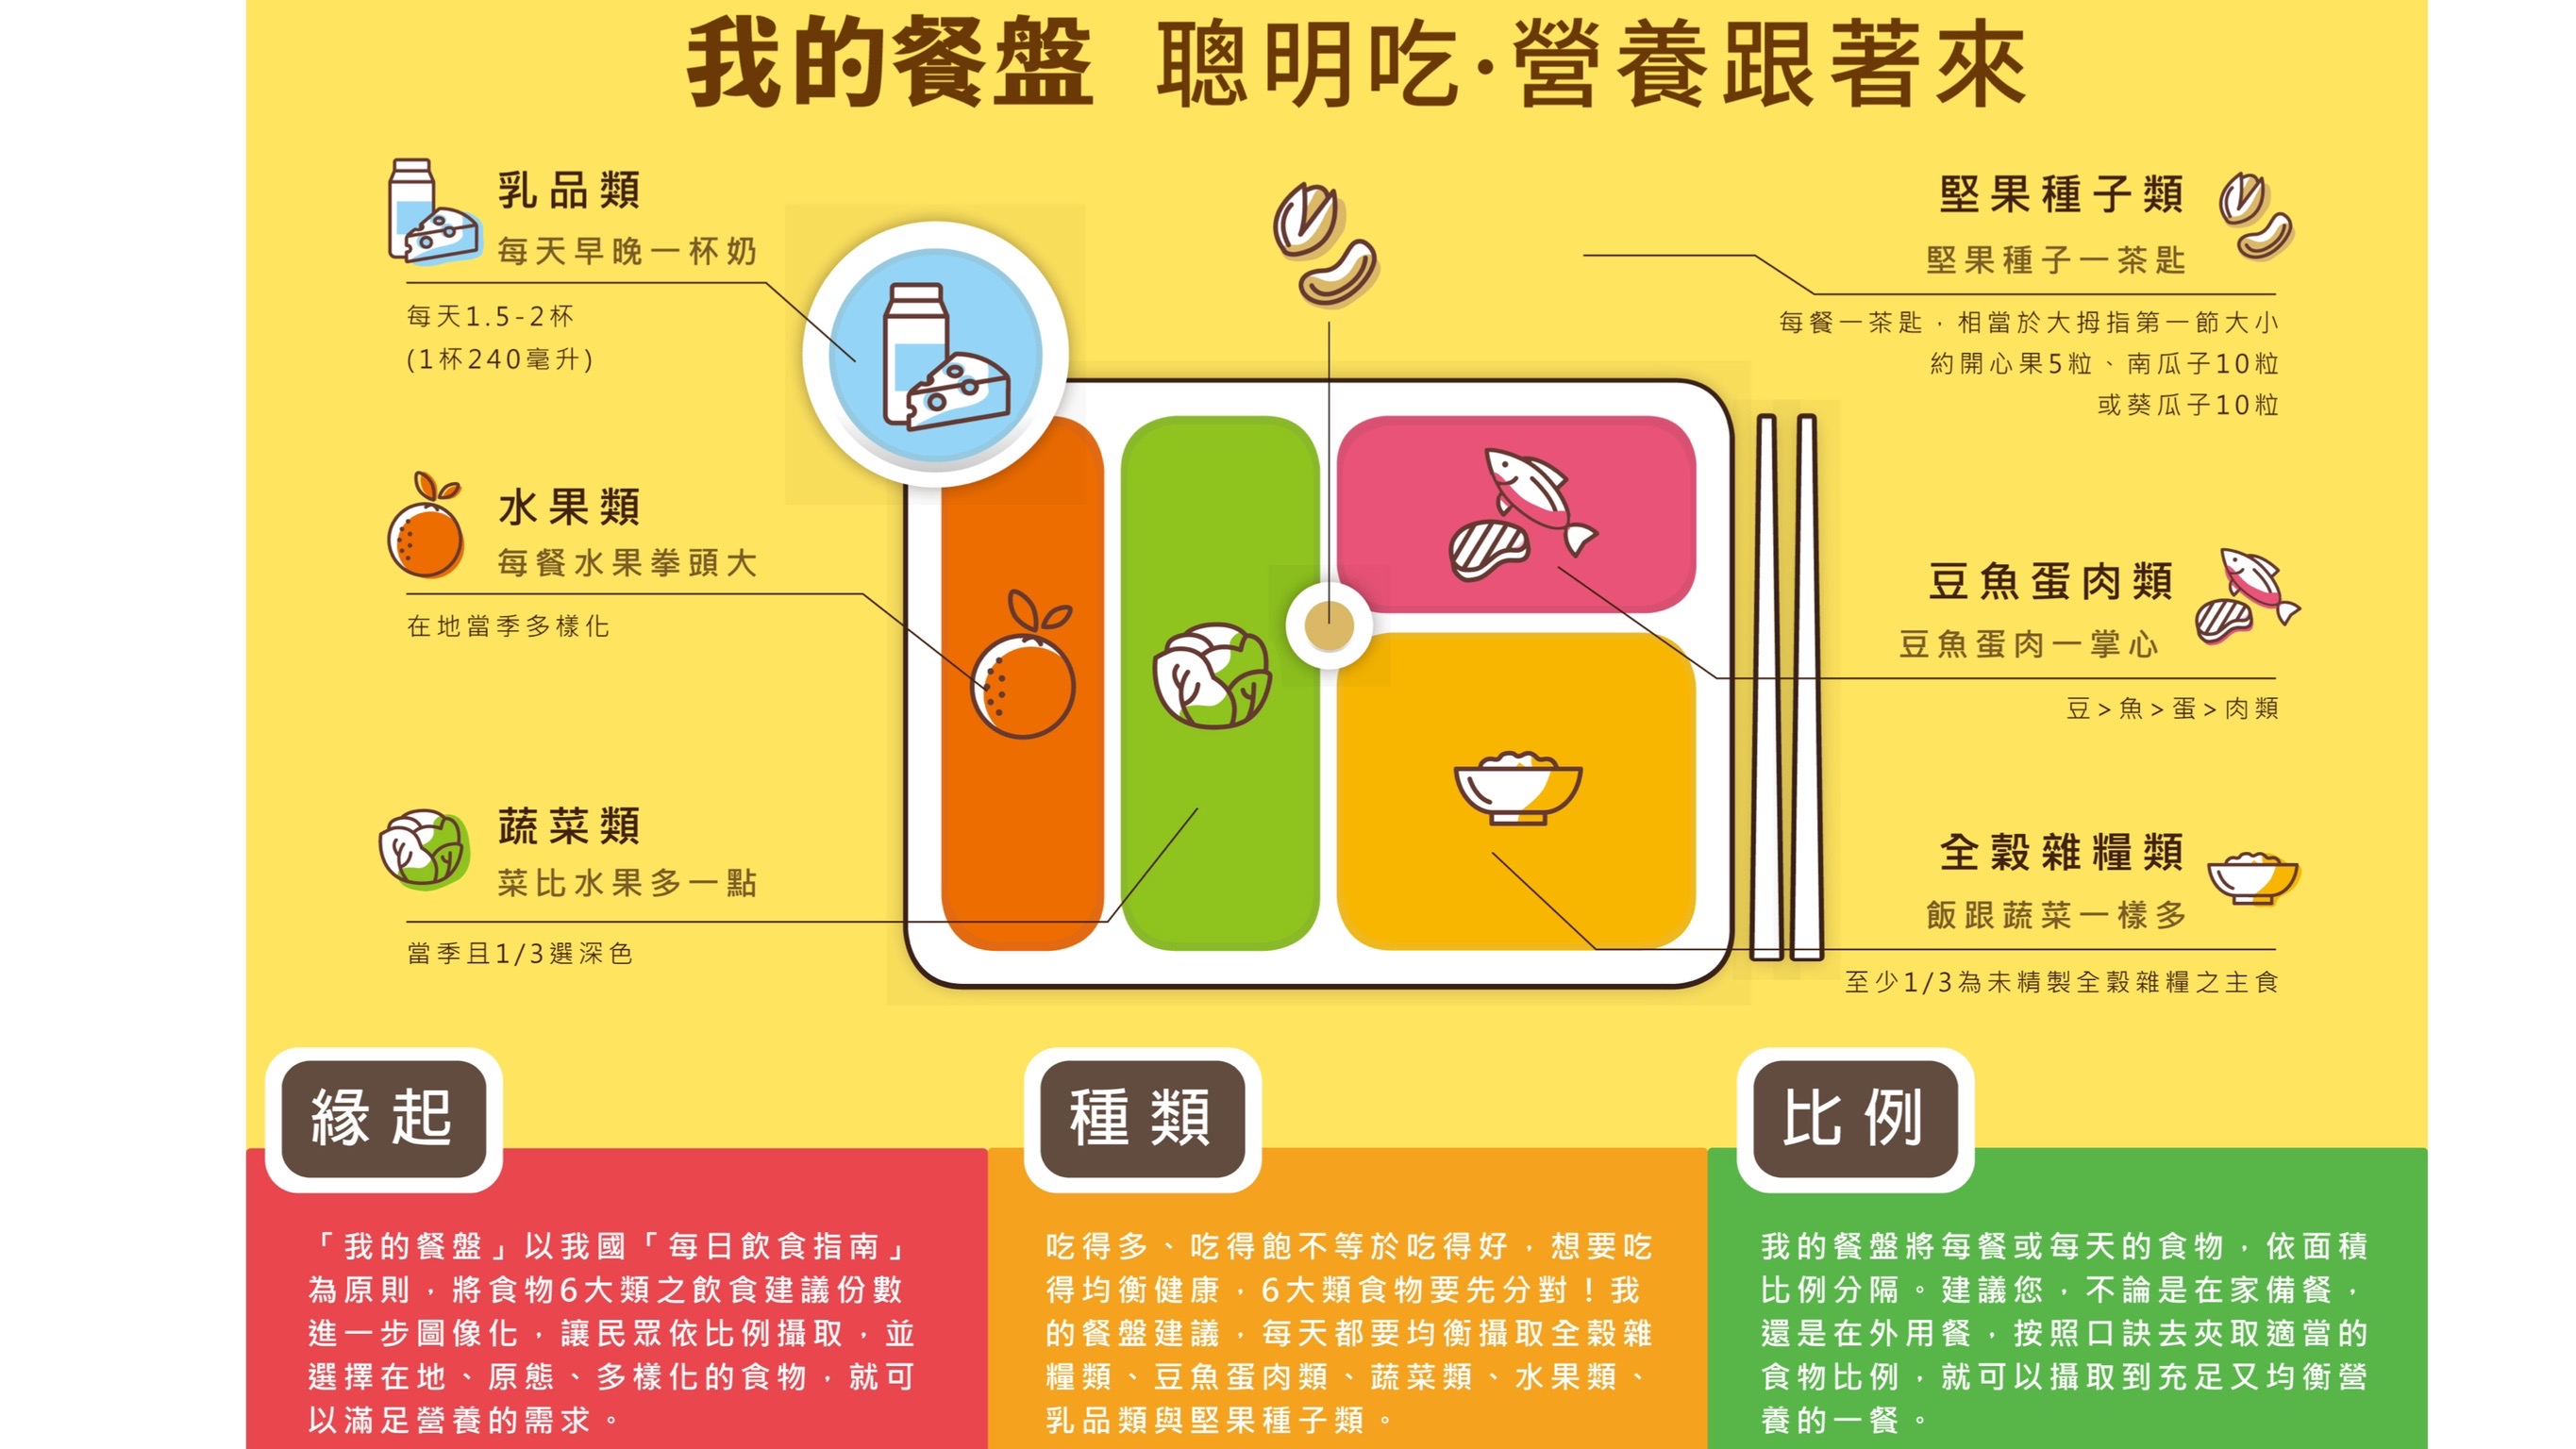 我的餐盤 聰明吃·營養跟著來
乳品類
每天早晚一杯奶
每天1.5-2杯
(1杯240毫升)
水果類
每餐水果拳頭大
在地當季多樣化
蔬菜類
菜比水果多一點
當季且1/3選深色
堅果種子類
堅果種子一茶匙
每餐一茶匙，相當於大拇指第一節大小
約開心果5粒、南瓜子10粒
或葵瓜子10粒
豆魚蛋肉類
豆魚蛋肉一掌心
豆>魚>蛋>肉類
全穀雜糧類
飯跟蔬菜一樣多
至少1/3為未精製全穀雜糧之主食
緣起
「我的餐盤」以我國「每日飲食指南」
為原則，將食物6大類之飲食建議份數
進一步圖像化，讓民眾依比例攝取，並
選擇在地、原態、多樣化的食物，就可
以滿足營養的需求。
種類
吃得多、吃得飽不等於吃得好，想要吃
得均衡健康，6大類食物要先分對！我
的餐盤建議，每天都要均衡攝取全穀雜
糧類、豆魚蛋肉類、蔬菜類、水果類、
乳品類與堅果種子類。
比例
我的餐盤將每餐或每天的食物，依面積
比例分隔。建議您，不論是在家備餐，
還是在外用餐，按照口訣去夾取適當的
食物比例，就可以攝取到充足又均衡營
養的一餐。